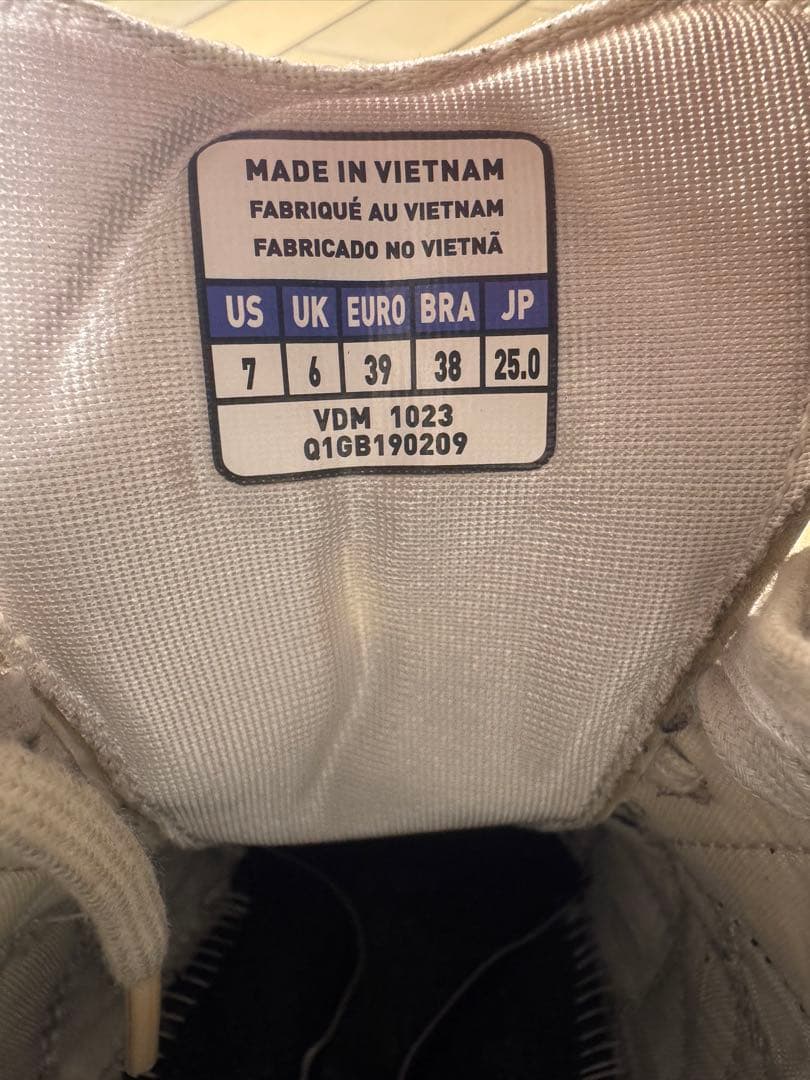 MADE IN VIETNAM
FABRIQUÉ AU VIETNAM
FABRICADO NO VIETNÃ
US UK EURO BRA JP
7 6 39 38 25.0
VDM 1023
Q1GB190209